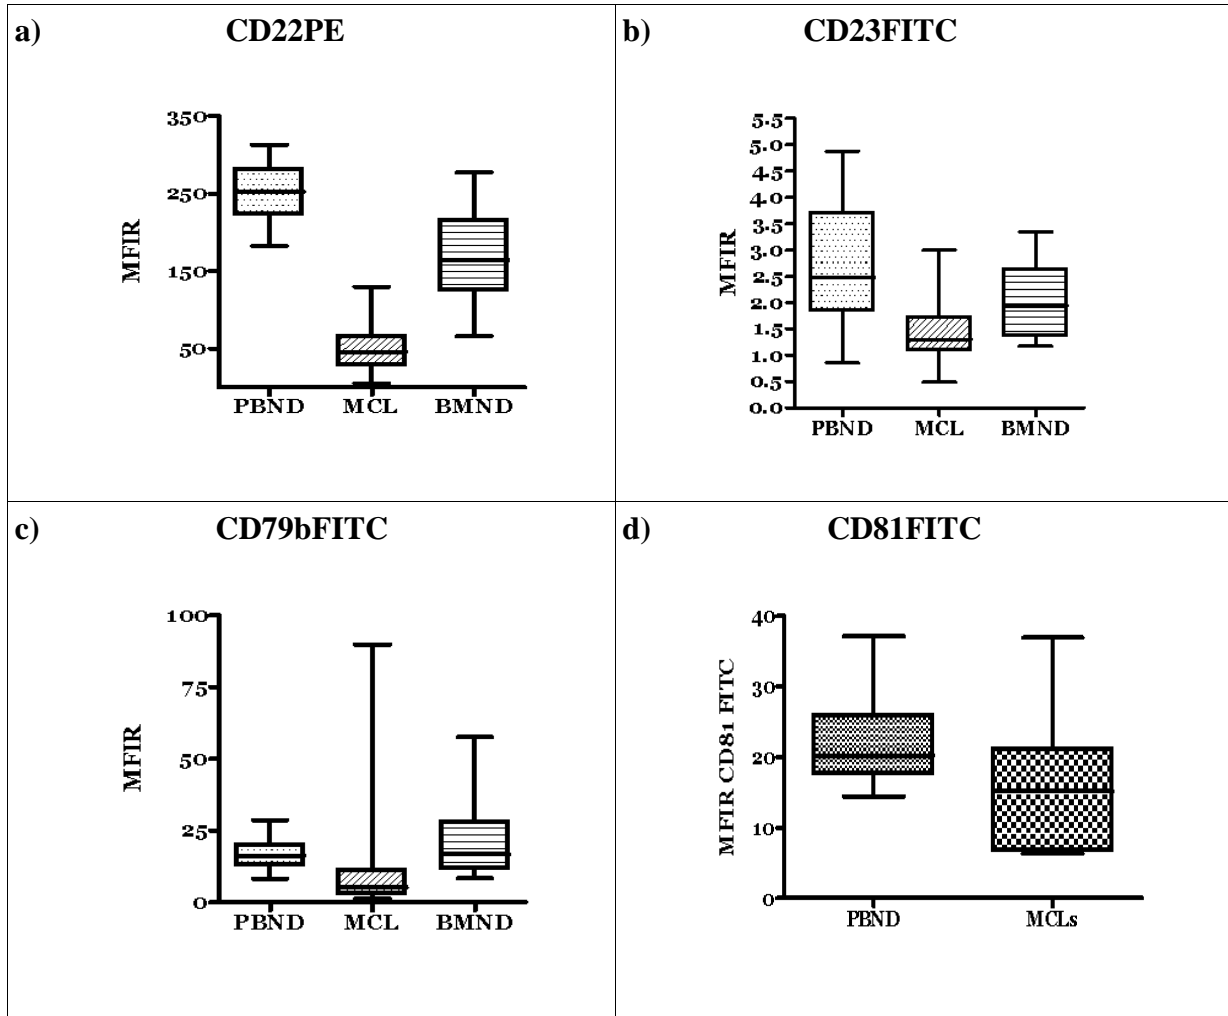 a) CD22PE
MFIR
350
250
150
50
PBND MCL BMND
b) CD23FITC
MFIR
5.5
5.0
4.5
4.0
3.5
3.0
2.5
2.0
1.5
1.0
0.5
0.0
PBND MCL BMND
c) CD79bFITC
MFIR
100
75
50
25
0
PBND MCL BMND
d) CD81FITC
MFIR CD81 FITC
40
30
20
10
0
PBND MCLs